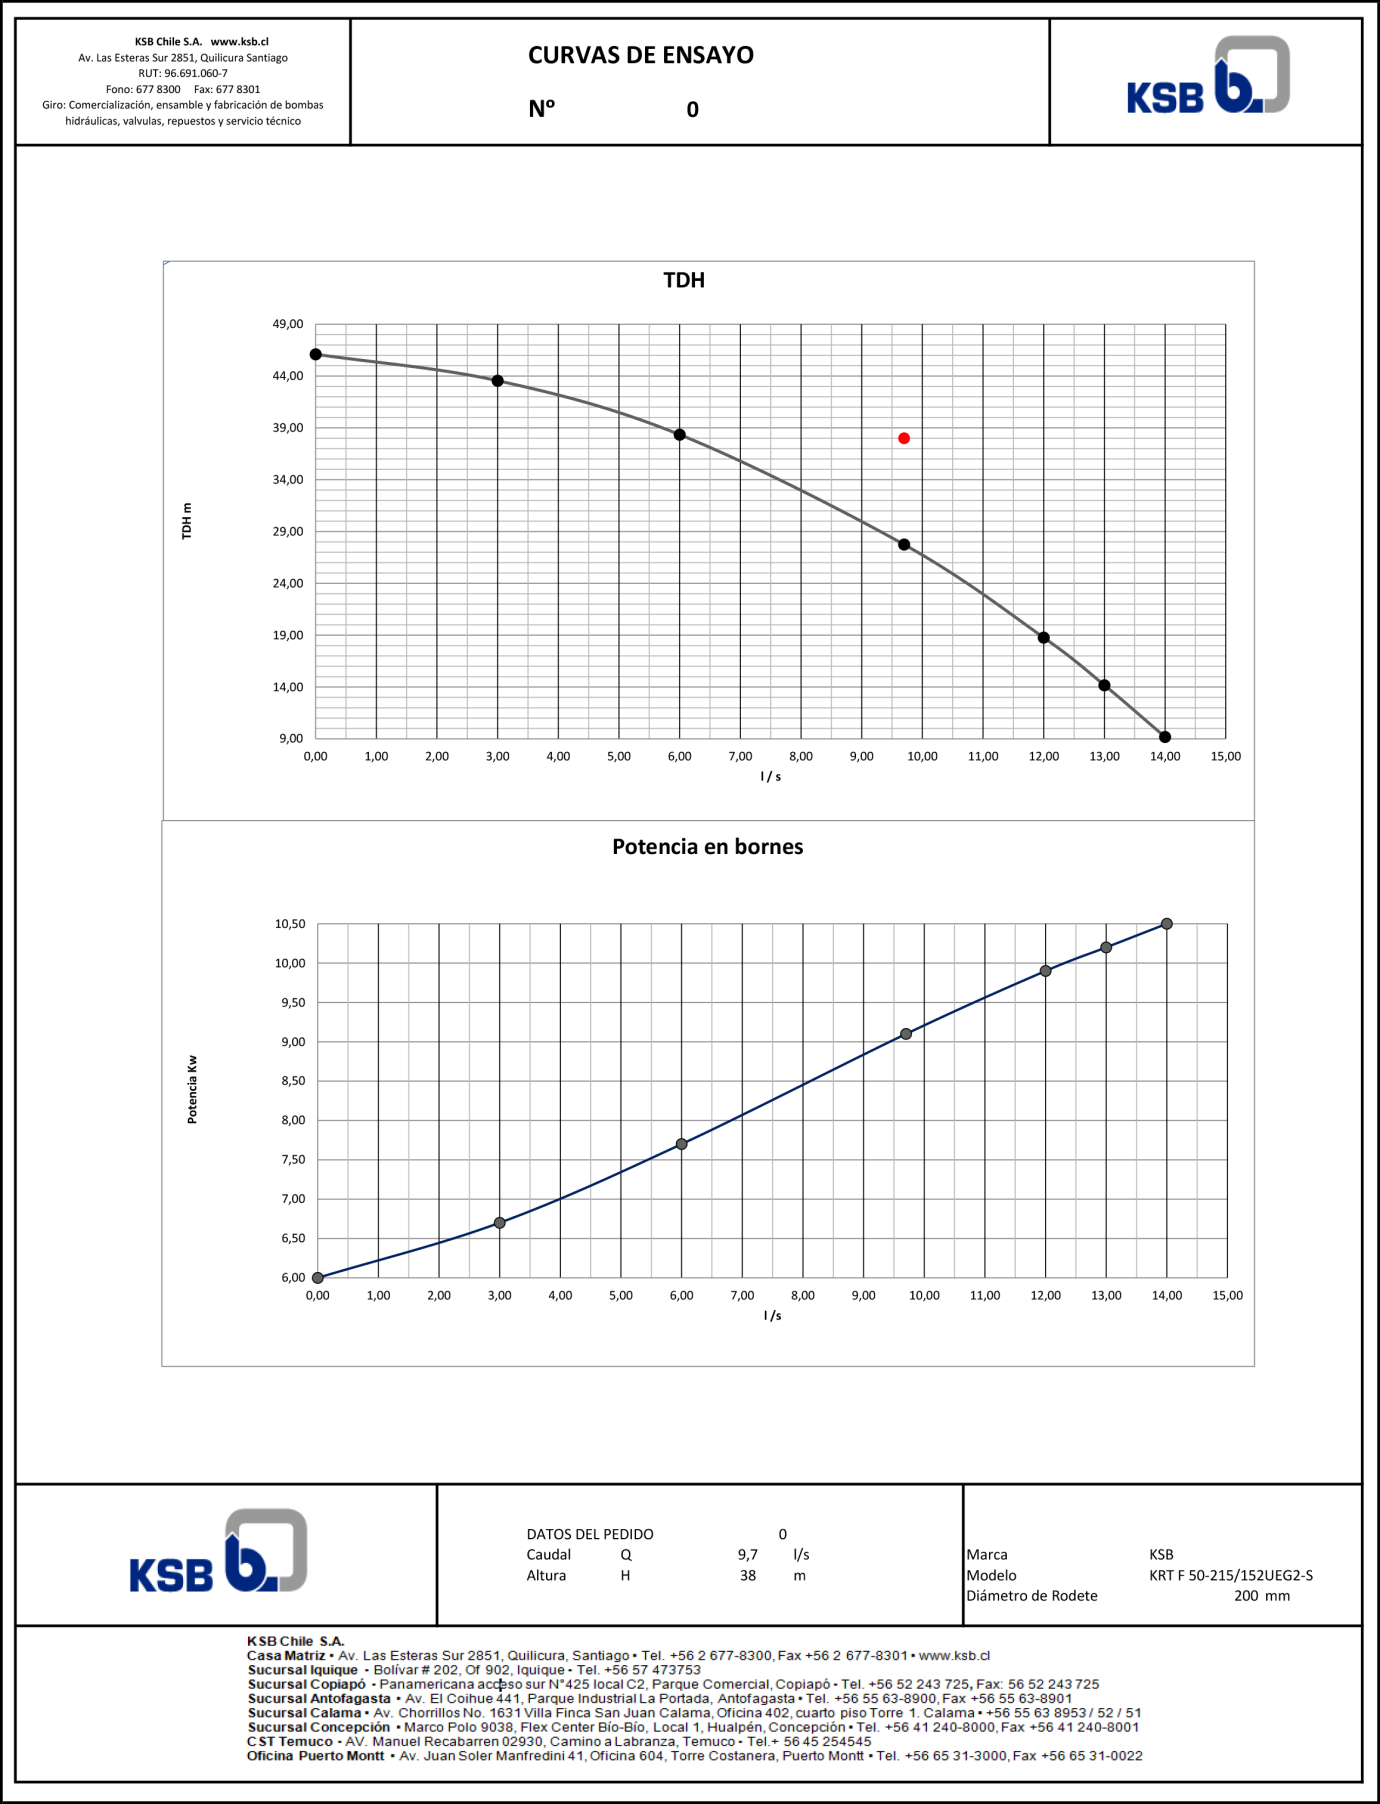 KSB Chile S.A.   www.ksb.cl
Av. Las Esteras Sur 2851, Quilicura Santiago
RUT: 96.691.060-7
Fono: 677 8300    Fax: 677 8301
Giro: Comercialización, ensamble y fabricación de bombas
hidráulicas, valvulas, repuestos y servicio técnico
CURVAS DE ENSAYO
Nº 0
KSB b
TDH
49,00
44,00
39,00
34,00
29,00
24,00
19,00
14,00
9,00
TDH m
0,00 1,00 2,00 3,00 4,00 5,00 6,00 7,00 8,00 9,00 10,00 11,00 12,00 13,00 14,00 15,00
l / s
Potencia en bornes
10,50
10,00
9,50
9,00
8,50
8,00
7,50
7,00
6,50
6,00
Potencia Kw
0,00 1,00 2,00 3,00 4,00 5,00 6,00 7,00 8,00 9,00 10,00 11,00 12,00 13,00 14,00 15,00
l /s
KSB b
DATOS DEL PEDIDO 0
Caudal Q 9,7 l/s
Altura H 38 m
Marca KSB
Modelo KRT F 50-215/152UEG2-S
Diámetro de Rodete 200 mm
KSB Chile S.A.
Casa Matriz • Av. Las Esteras Sur 2851, Quilicura, Santiago • Tel. +56 2 677-8300, Fax +56 2 677-8301 • www.ksb.cl
Sucursal Iquique - Bolívar # 202, Of 902, Iquique - Tel. +56 57 473753
Sucursal Copiapó - Panamericana acceso sur N°425 local C2, Parque Comercial, Copiapó - Tel. +56 52 243 725, Fax: 56 52 243 725
Sucursal Antofagasta • Av. El Coihue 441, Parque Industrial La Portada, Antofagasta • Tel. +56 55 63-8900, Fax +56 55 63-8901
Sucursal Calama • Av. Chorrillos No. 1631 Villa Finca San Juan Calama, Oficina 402, cuarto piso Torre 1. Calama • +56 55 63 8953 / 52 / 51
Sucursal Concepción • Marco Polo 9038, Flex Center Bío-Bío, Local 1, Hualpén, Concepción • Tel. +56 41 240-8000, Fax +56 41 240-8001
CST Temuco - AV. Manuel Recabarren 02930, Camino a Labranza, Temuco - Tel.+ 56 45 254545
Oficina Puerto Montt • Av. Juan Soler Manfredini 41, Oficina 604, Torre Costanera, Puerto Montt • Tel. +56 65 31-3000, Fax +56 65 31-0022